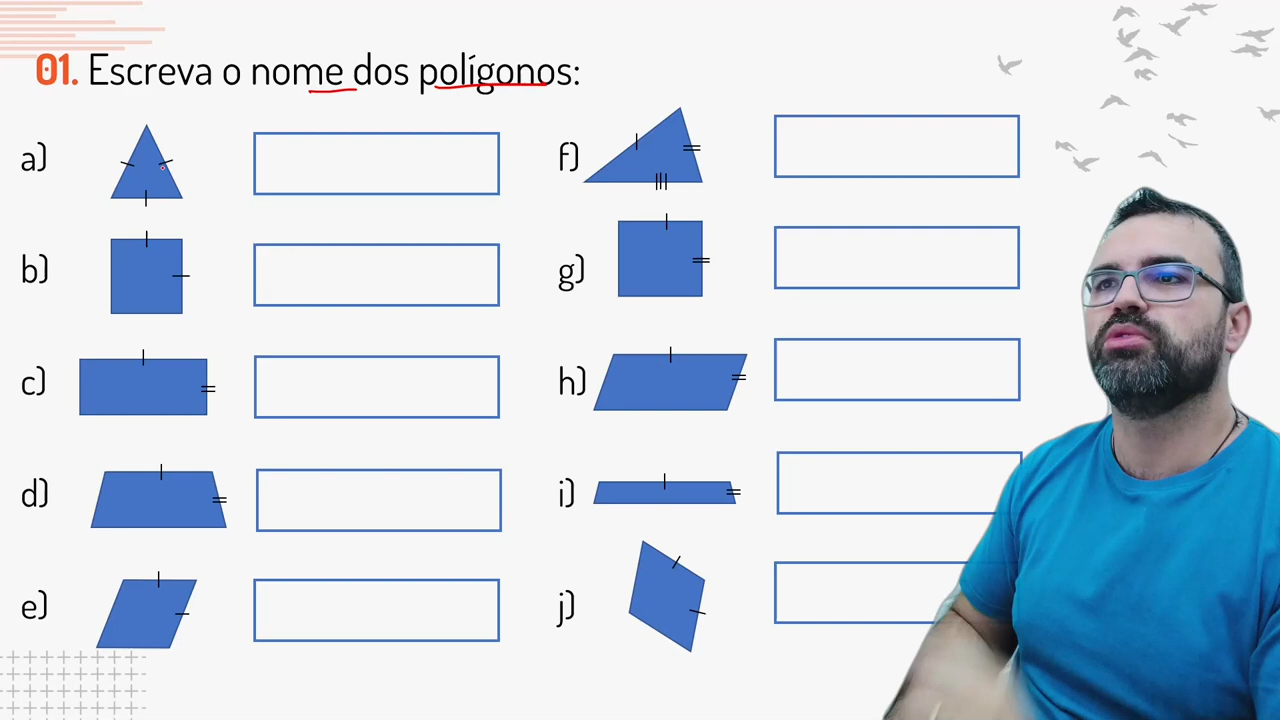 01. Escreva o nome dos polígonos:
a)
b)
c)
d)
e)
f)
g)
h)
i)
j)